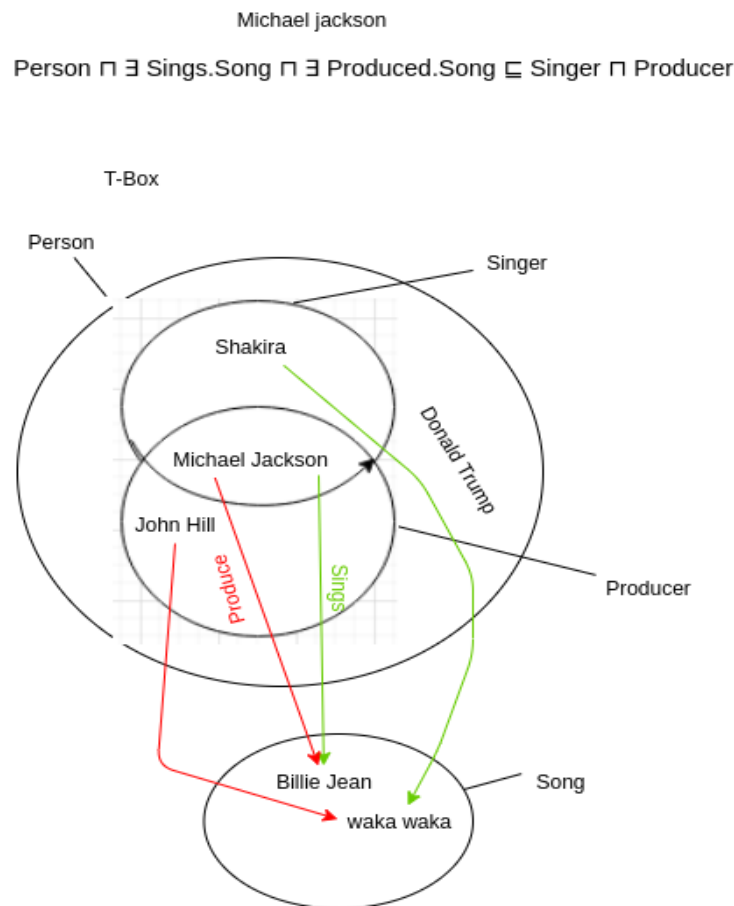 Michael jackson
Person ⊓ ∃ Sings.Song ⊓ ∃ Produced.Song ⊑ Singer ⊓ Producer
T-Box
Person
Singer
Shakira
Donald Trump
Michael Jackson
John Hill
Produce
Sings
Producer
Billie Jean
Song
waka waka